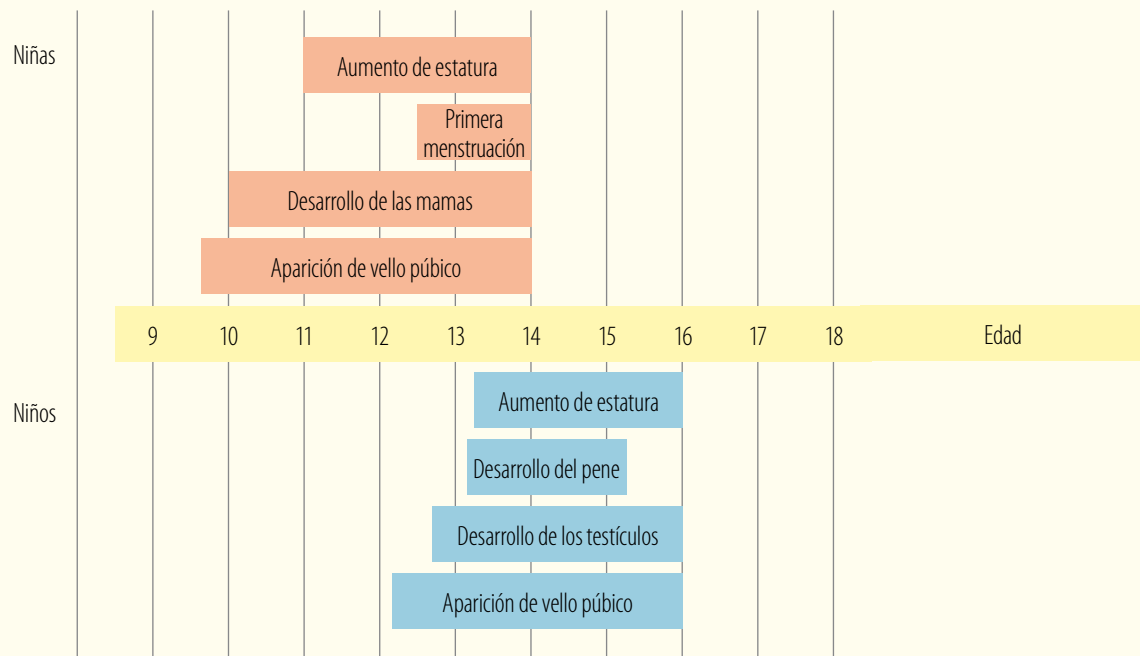 Niñas
Aumento de estatura
Primera
menstruación
Desarrollo de las mamas
Aparición de vello púbico
9 10 11 12 13 14 15 16 17 18 Edad
Niños
Aumento de estatura
Desarrollo del pene
Desarrollo de los testículos
Aparición de vello púbico